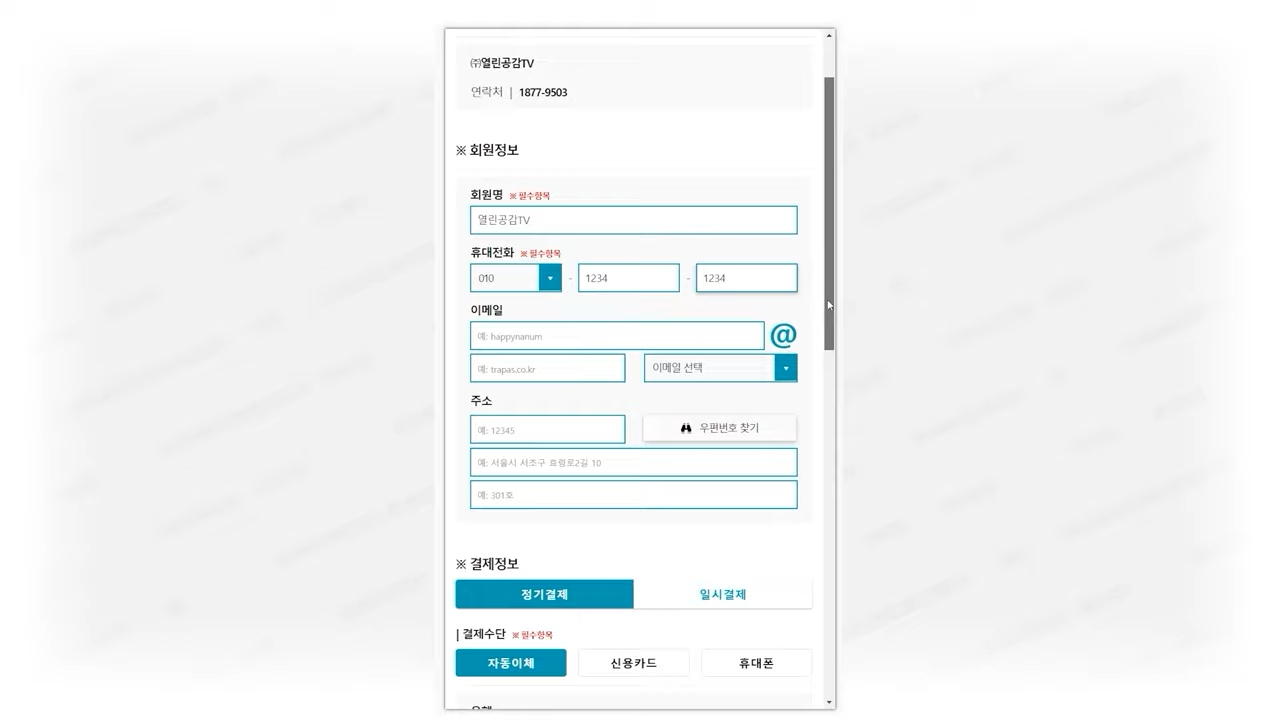 ㈜열린공감TV
연락처 | 1877-9503
※ 회원정보
회원명 ※ 필수항목
열린공감TV
휴대전화 ※ 필수항목
010 - 1234 - 1234
이메일
예: happynanum @
예: trapas.co.kr 이메일 선택
주소
예: 12345 우편번호 찾기
예: 서울시 서초구 효령로2길 10
예: 301호
※ 결제정보
정기결제 일시결제
| 결제수단 ※ 필수항목
자동이체 신용카드 휴대폰